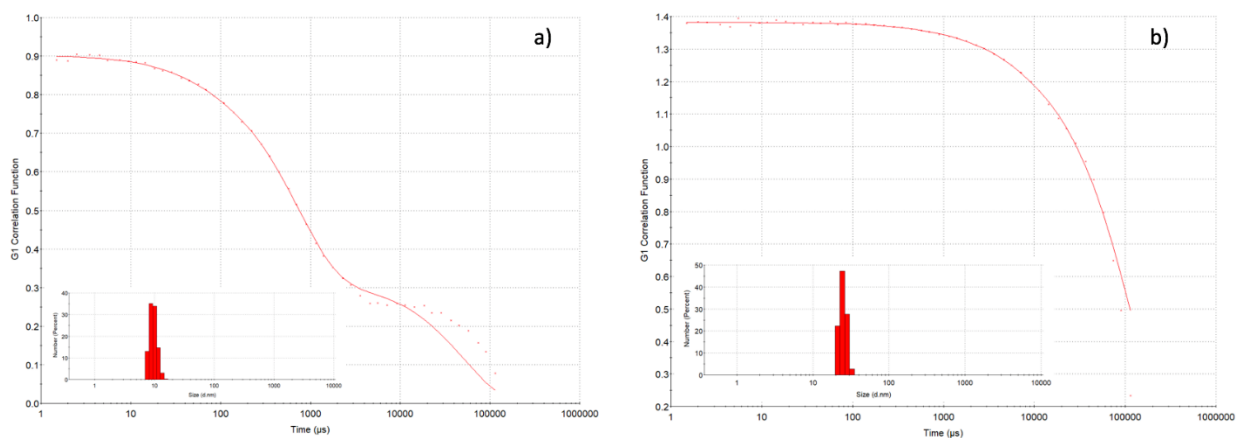 a)
1.0
0.9
0.8
0.7
0.6
0.5
0.4
0.3
0.2
0.1
0.0
G1 Correlation Function
1 10 100 1000 10000 100000 1000000
Time (µs)
40
30
20
10
0
Number (Percent)
1 10 100 1000 10000
Size (d.nm)
b)
1.4
1.3
1.2
1.1
1.0
0.9
0.8
0.7
0.6
0.5
0.4
0.3
0.2
G1 Correlation Function
1 10 100 1000 10000 100000 1000000
Time (µs)
50
40
30
20
10
0
Number (Percent)
1 10 100 1000 10000
Size (d.nm)